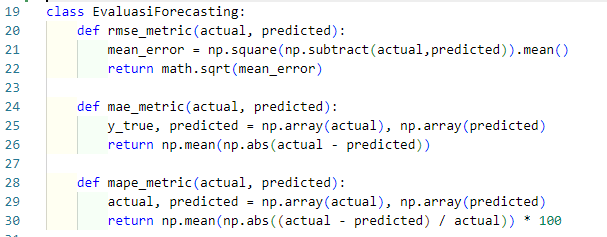 19 class EvaluasiForecasting:
20     def rmse_metric(actual, predicted):
21         mean_error = np.square(np.subtract(actual,predicted)).mean()
22         return math.sqrt(mean_error)
23
24     def mae_metric(actual, predicted):
25         y_true, predicted = np.array(actual), np.array(predicted)
26         return np.mean(np.abs(actual - predicted))
27
28     def mape_metric(actual, predicted):
29         actual, predicted = np.array(actual), np.array(predicted)
30         return np.mean(np.abs((actual - predicted) / actual)) * 100